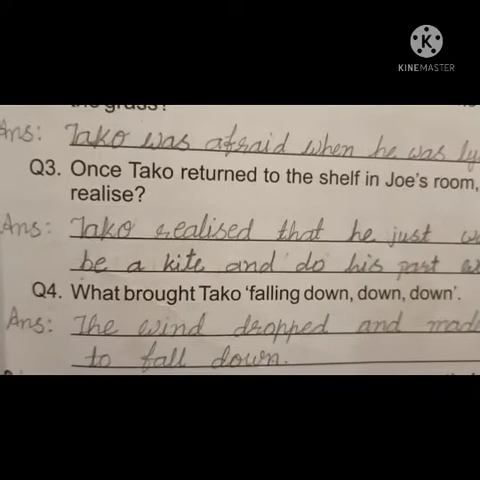 K
KINEMASTER
the grass?
Ans: Tako was afraid when he was
Q3. Once Tako returned to the shelf in Joe's room,
realise?
Ans: Tako realised that he just
be a kite and do his part
Q4. What brought Tako 'falling down, down, down'.
Ans: The wind dropped and
to fall down.